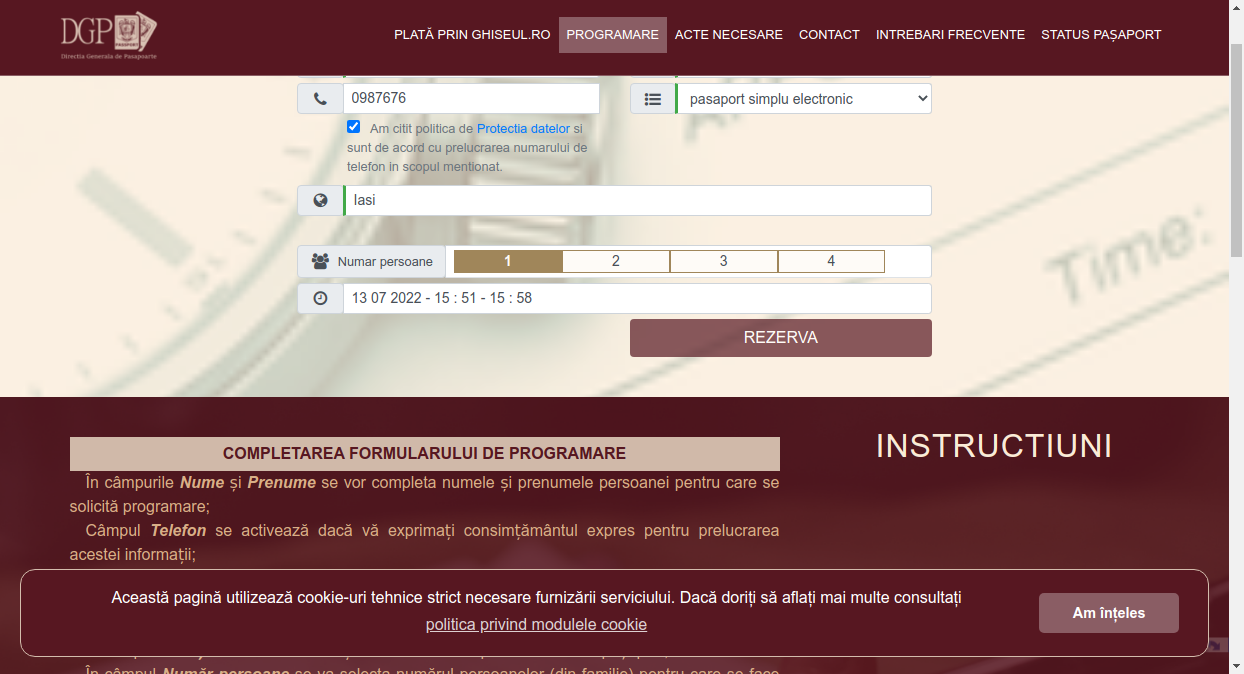 DGP
PASAPORT
Directia Generala de Pasapoarte
PLATĂ PRIN GHISEUL.RO PROGRAMARE ACTE NECESARE CONTACT INTREBARI FRECVENTE STATUS PAȘAPORT
0987676
pasaport simplu electronic
Am citit politica de Protectia datelor si
sunt de acord cu prelucrarea numarului de
telefon in scopul mentionat.
Iasi
Numar persoane 1 2 3 4
13 07 2022 - 15 : 51 - 15 : 58
REZERVA
Time:
COMPLETAREA FORMULARULUI DE PROGRAMARE
INSTRUCTIUNI
În câmpurile Nume și Prenume se vor completa numele și prenumele persoanei pentru care se
solicită programare;
Câmpul Telefon se activează dacă vă exprimați consimțământul expres pentru prelucrarea
acestei informații;
Această pagină utilizează cookie-uri tehnice strict necesare furnizării serviciului. Dacă doriți să aflați mai multe consultați
politica privind modulele cookie
Am înțeles
În câmpul Număr persoane se va selecta numărul persoanelor (din familie) pentru care se face